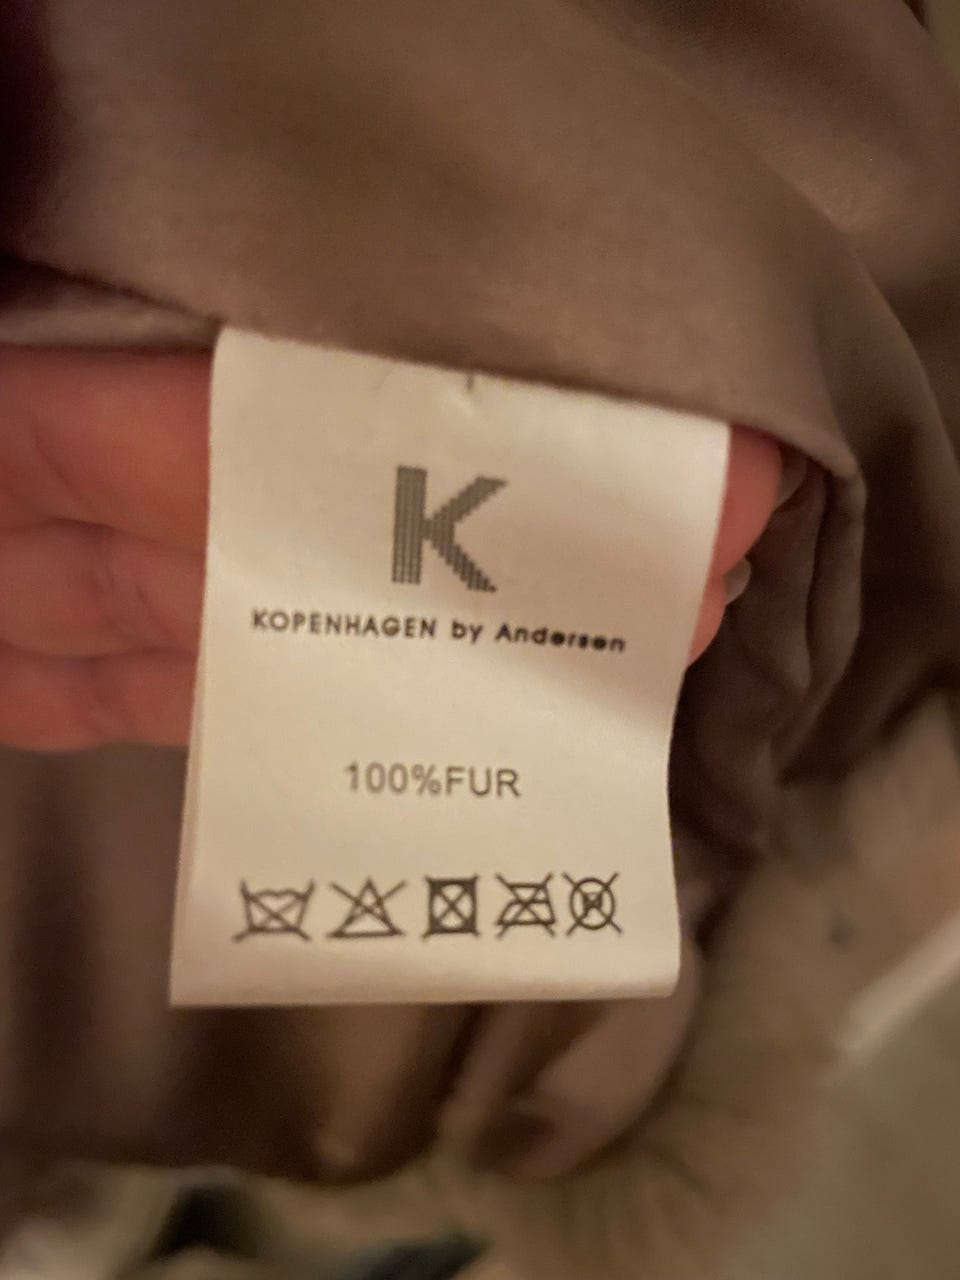 K
KOPENHAGEN by Andersen
100%FUR